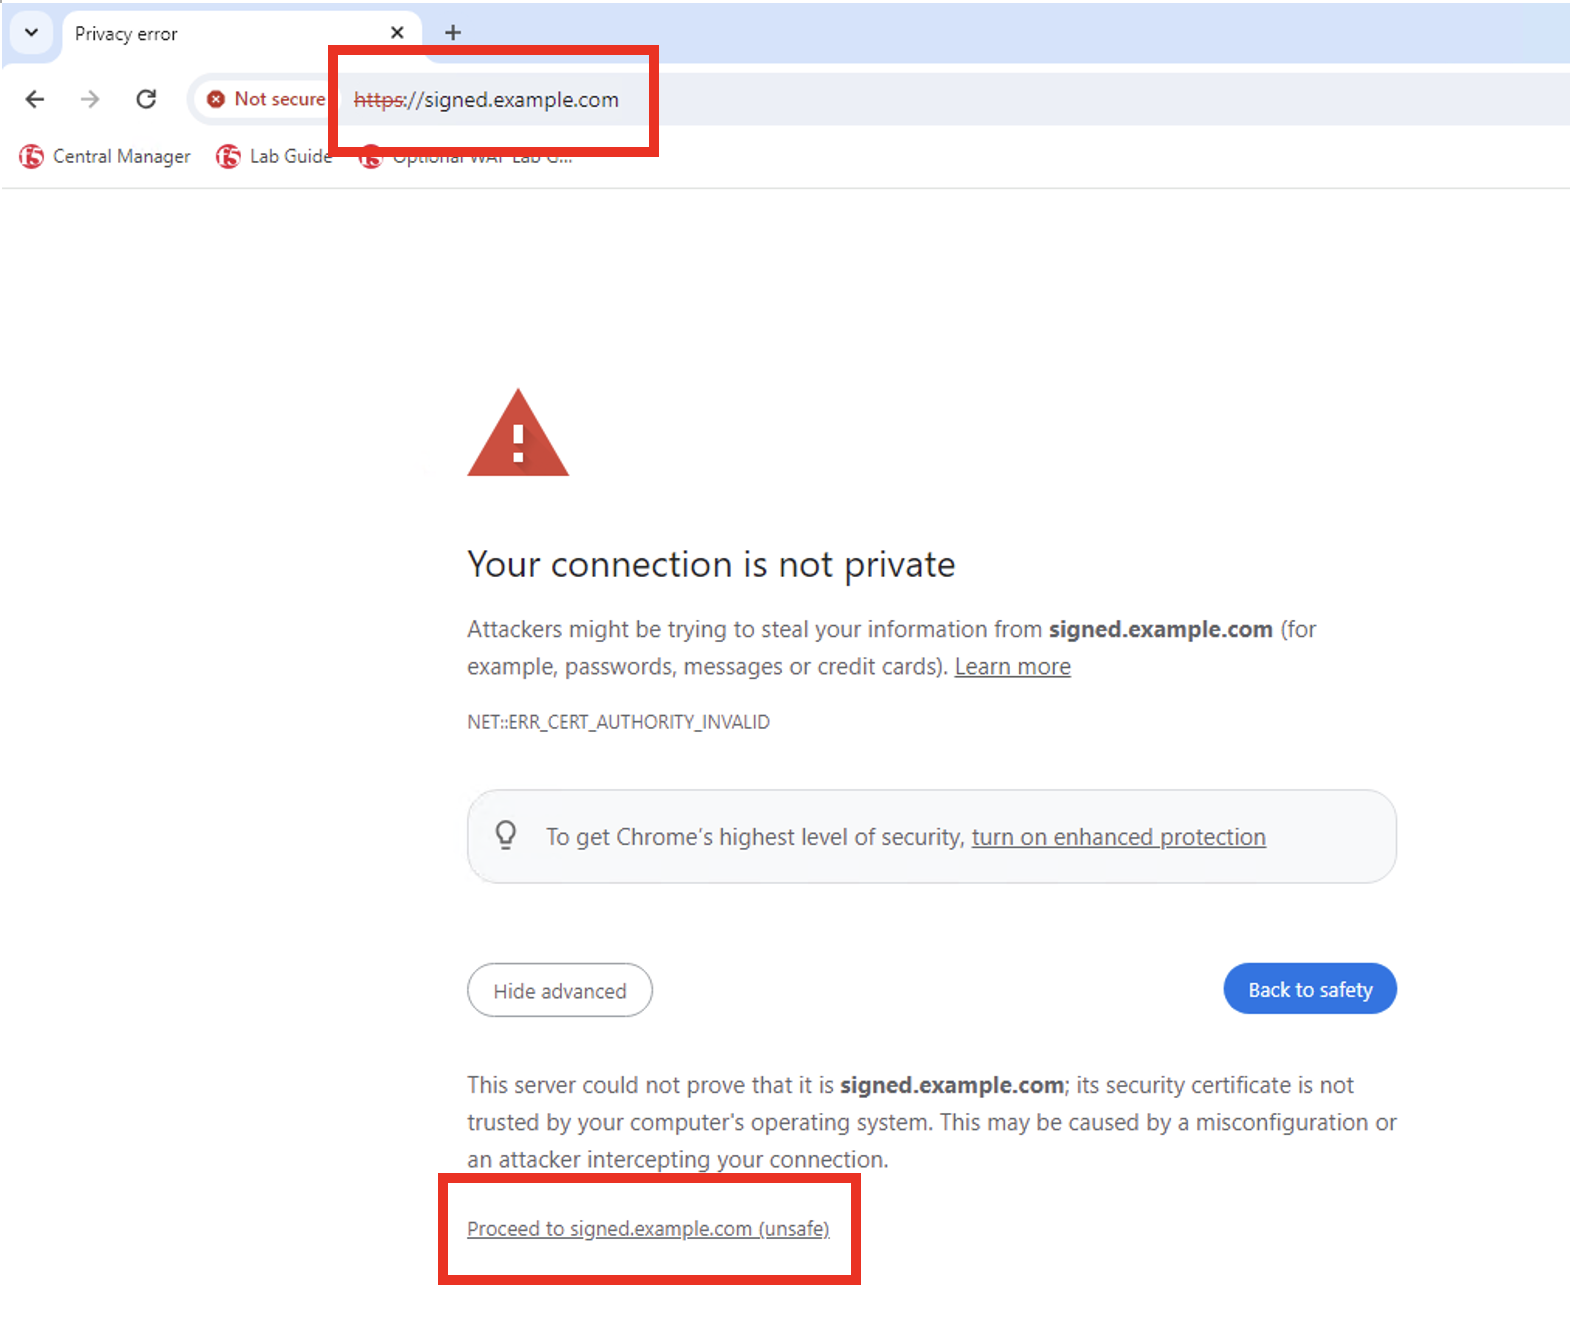 Privacy error
Not secure https://signed.example.com
Central Manager Lab Guide Optional WAF Lab G...
Your connection is not private
Attackers might be trying to steal your information from signed.example.com (for
example, passwords, messages or credit cards). Learn more
NET::ERR_CERT_AUTHORITY_INVALID
To get Chrome's highest level of security, turn on enhanced protection
Hide advanced
Back to safety
This server could not prove that it is signed.example.com; its security certificate is not
trusted by your computer's operating system. This may be caused by a misconfiguration or
an attacker intercepting your connection.
Proceed to signed.example.com (unsafe)